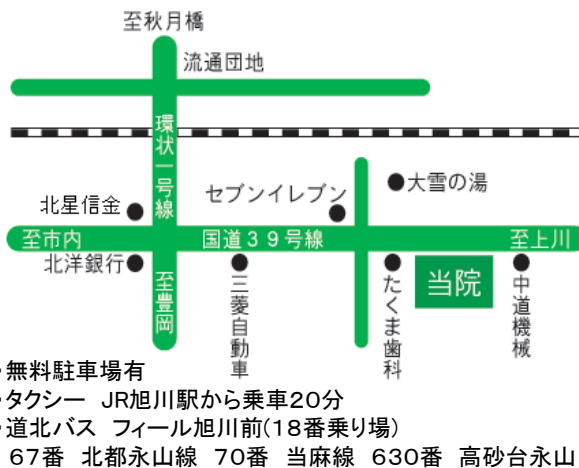 至秋月橋
流通団地
環状一号線
大雪の湯
セブンイレブン
北星信金
至市内
国道39号線
至上川
北洋銀行
至豊岡
三菱自動車
たくま歯科
当院
中道機械
・無料駐車場有
・タクシー JR旭川駅から乗車20分
・道北バス フィール旭川前(18番乗り場)
67番 北都永山線 70番 当麻線 630番 高砂台永山